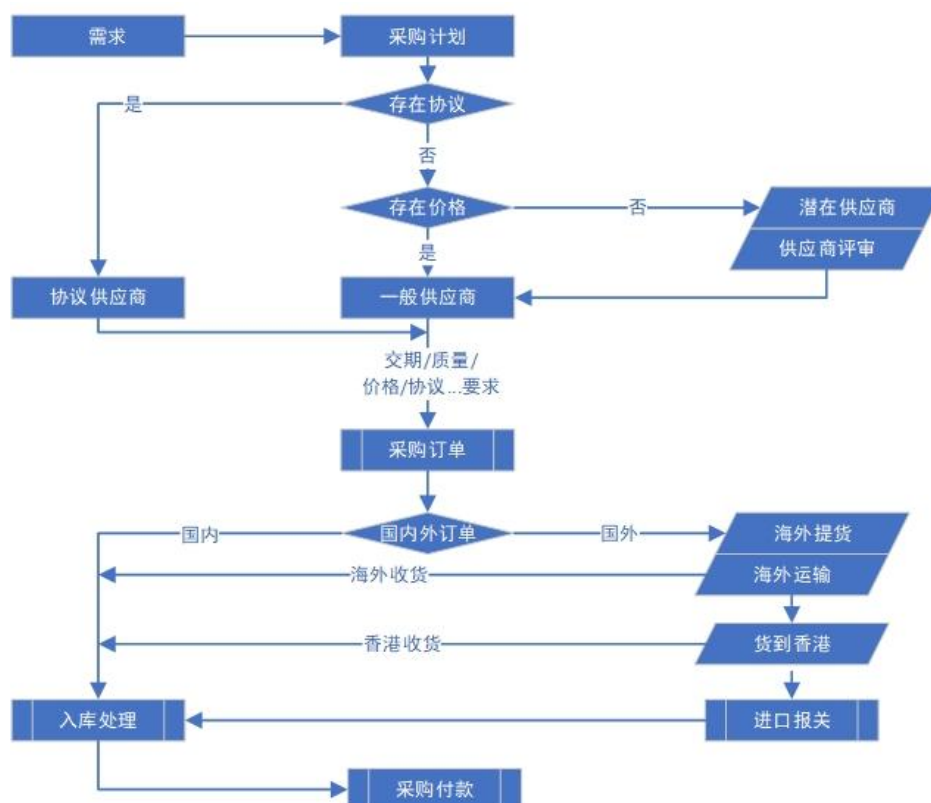 需求
采购计划
存在协议
是
否
存在价格
否
潜在供应商
供应商评审
是
协议供应商
一般供应商
交期/质量/
价格/协议...要求
采购订单
国内
国内外订单
国外
海外提货
海外收货
海外运输
香港收货
货到香港
入库处理
进口报关
采购付款